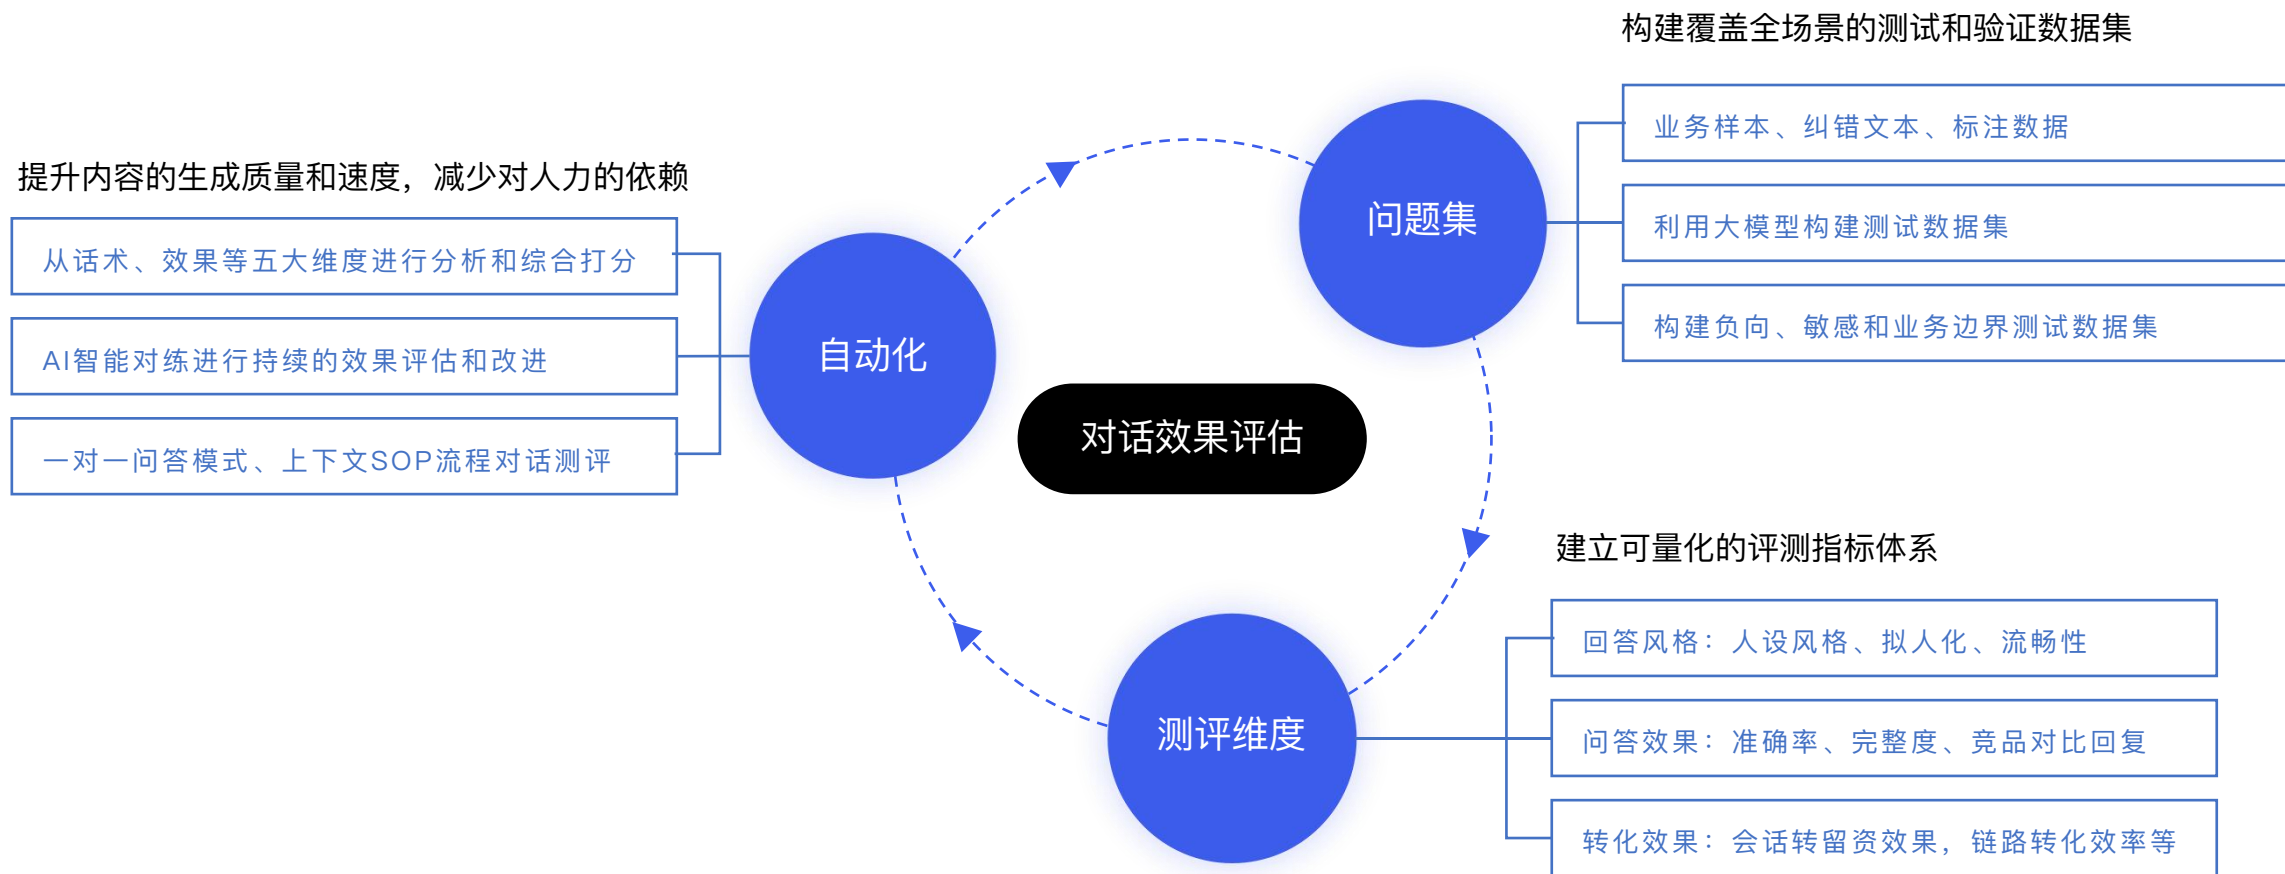 构建覆盖全场景的测试和验证数据集
业务样本、纠错文本、标注数据
利用大模型构建测试数据集
构建负向、敏感和业务边界测试数据集
问题集
提升内容的生成质量和速度，减少对人力的依赖
从话术、效果等五大维度进行分析和综合打分
AI智能对练进行持续的效果评估和改进
一对一问答模式、上下文SOP流程对话测评
自动化
对话效果评估
建立可量化的评测指标体系
回答风格：人设风格、拟人化、流畅性
问答效果：准确率、完整度、竞品对比回复
转化效果：会话转留资效果，链路转化效率等
测评维度